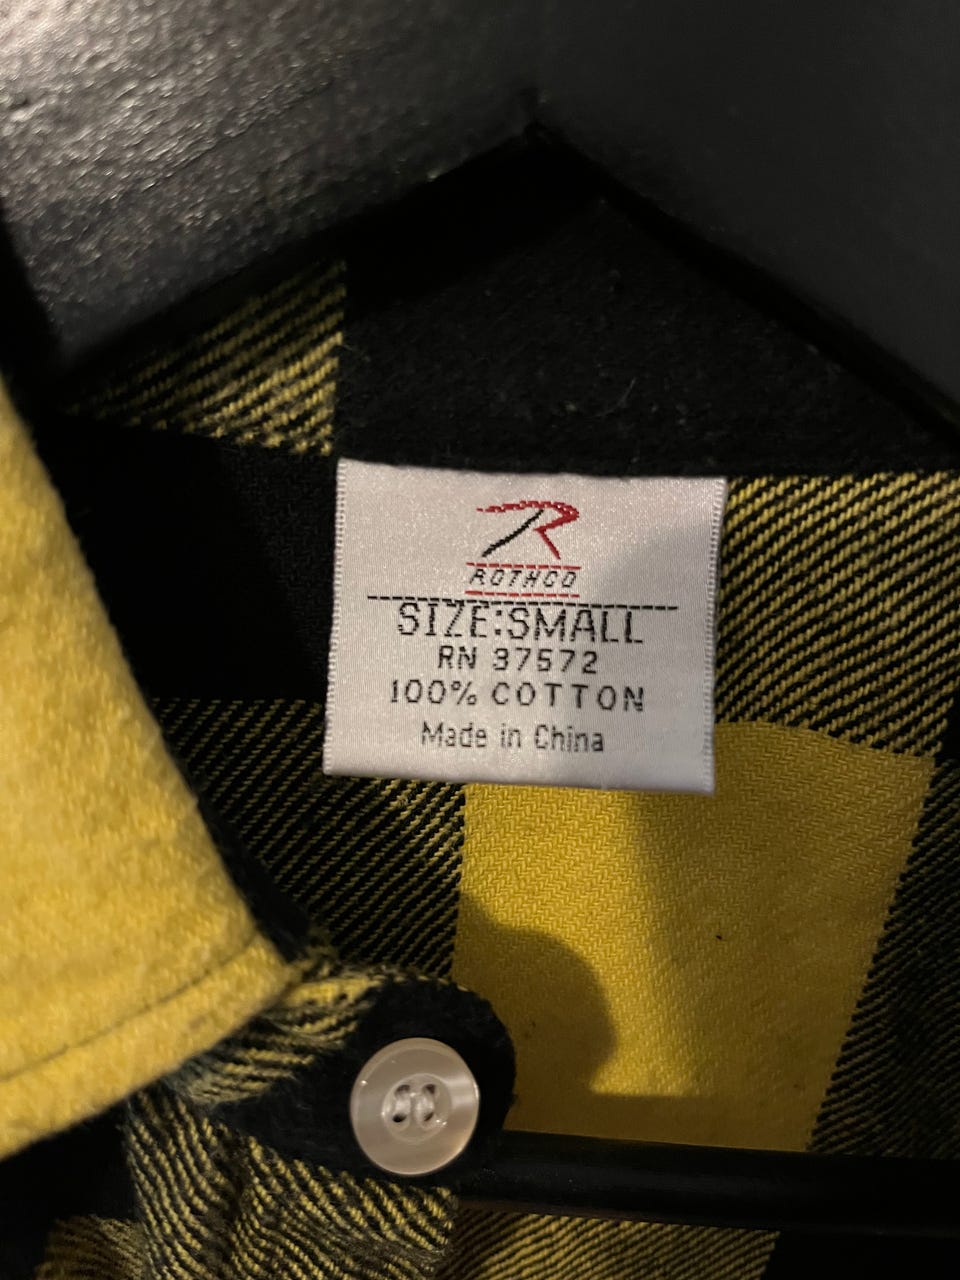 R
ROTHCO
SIZE:SMALL
RN 37572
100% COTTON
Made in China